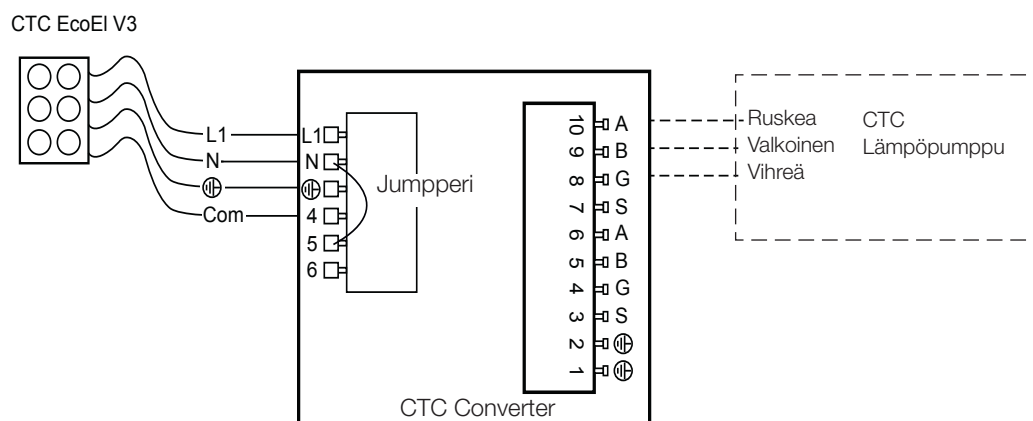 CTC EcoEl V3
L1
N
Com
L1
N
4
5
6
Jumpperi
10 A
9 B
8 G
7 S
6 A
5 B
4 G
3 S
2
1
CTC Converter
Ruskea
Valkoinen
Vihreä
CTC
Lämpöpumppu